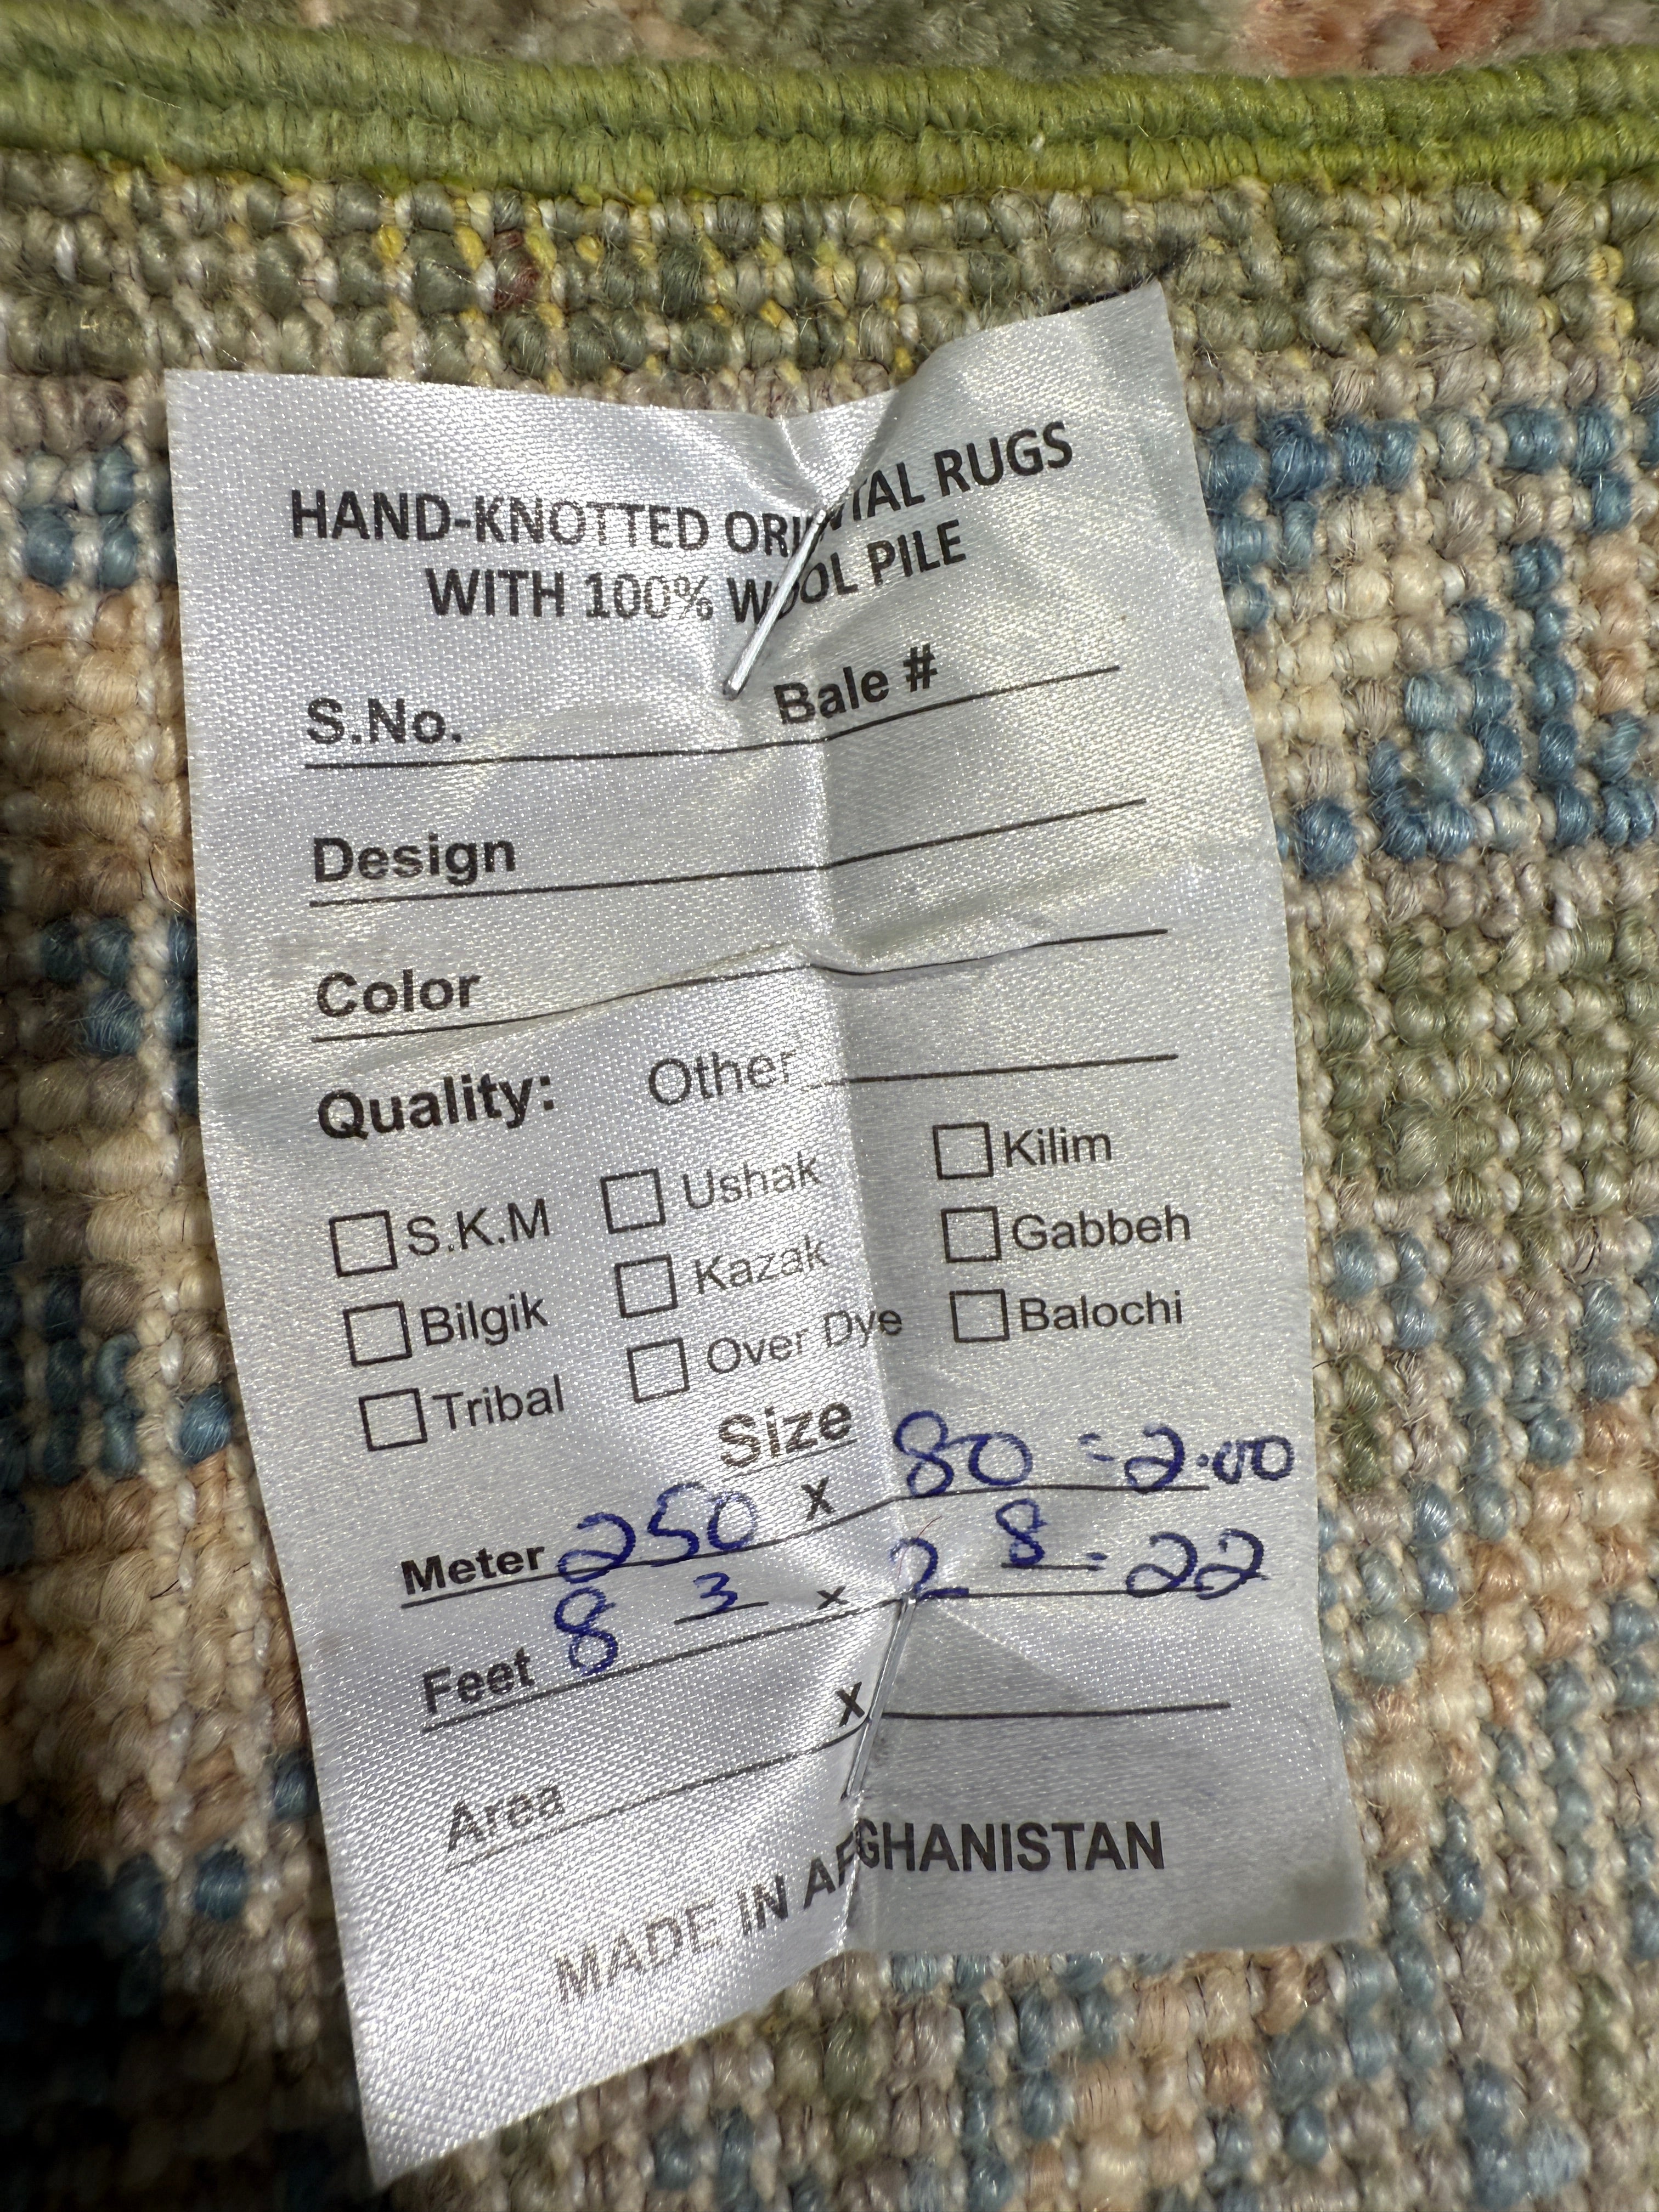 HAND-KNOTTED ORIENTAL RUGS
WITH 100% WOOL PILE
S.No. Bale #
Design
Color
Quality: Other
S.K.M Ushak Kilim
Bilgik Kazak Gabbeh
Tribal Over Dye Balochi
Size
Meter 250 x 80 = 2.00
Feet 8 3 x 2 8 = 22
Area x
MADE IN AFGHANISTAN